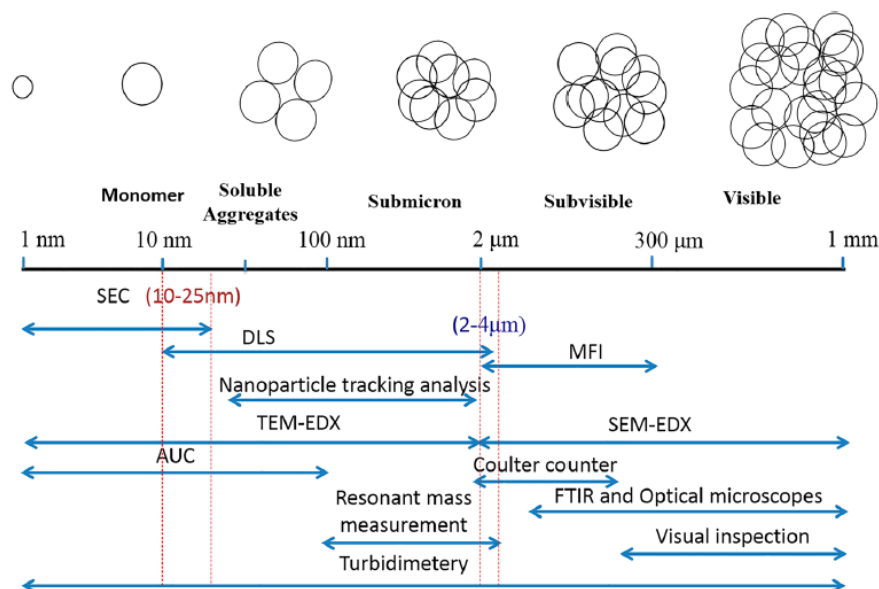 Monomer
Soluble
Aggregates
Submicron
Subvisible
Visible
1 nm
10 nm
100 nm
2 μm
300 μm
1 mm
SEC (10-25nm)
(2-4μm)
DLS
MFI
Nanoparticle tracking analysis
TEM-EDX
SEM-EDX
AUC
Coulter counter
Resonant mass
measurement
FTIR and Optical microscopes
Visual inspection
Turbidimetery